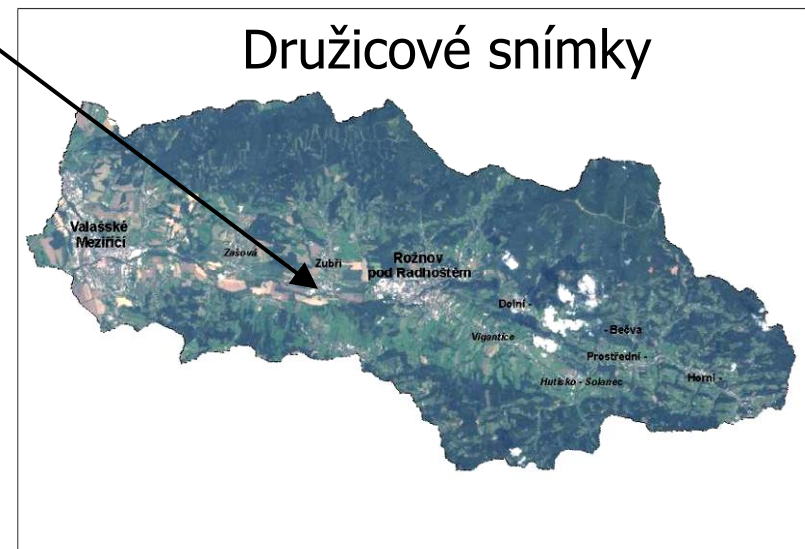 Družicové snímky
Valašské
Meziříčí
Zašová
Zubří
Rožnov
pod Radhoštěm
Dolní -
Vigantice
- Bečva
Prostřední -
Hutisko - Solanec
Horní -